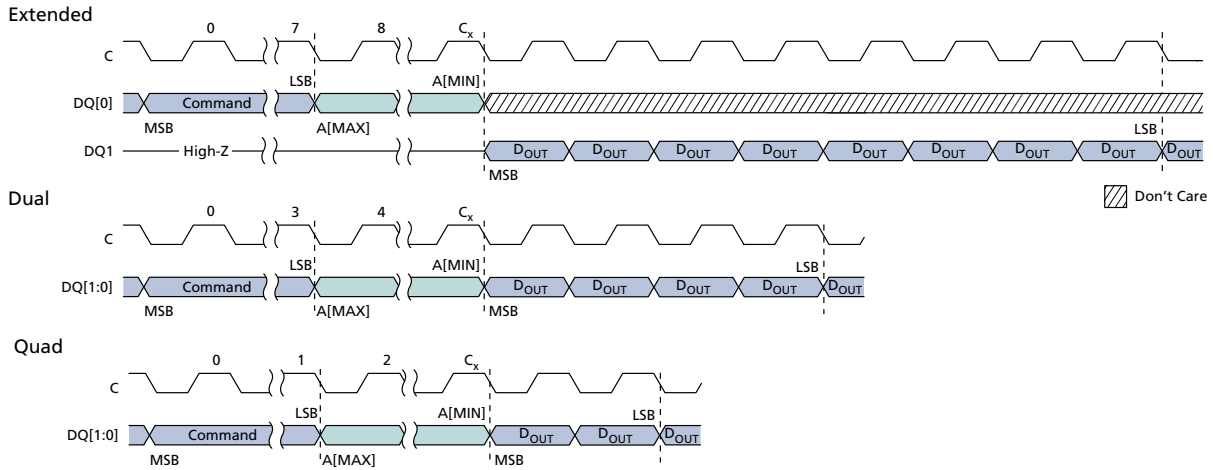 Extended
0 7 8 Cx
C
LSB A[MIN]
DQ[0] Command
MSB A[MAX] LSB
DQ1 High-Z DOUT DOUT DOUT DOUT DOUT DOUT DOUT DOUT DOUT
MSB
Don't Care
Dual
0 3 4 Cx
C
LSB A[MIN] LSB
DQ[1:0] Command DOUT DOUT DOUT DOUT DOUT
MSB A[MAX] MSB
Quad
0 1 2 Cx
C
LSB A[MIN] LSB
DQ[1:0] Command DOUT DOUT DOUT
MSB A[MAX] MSB